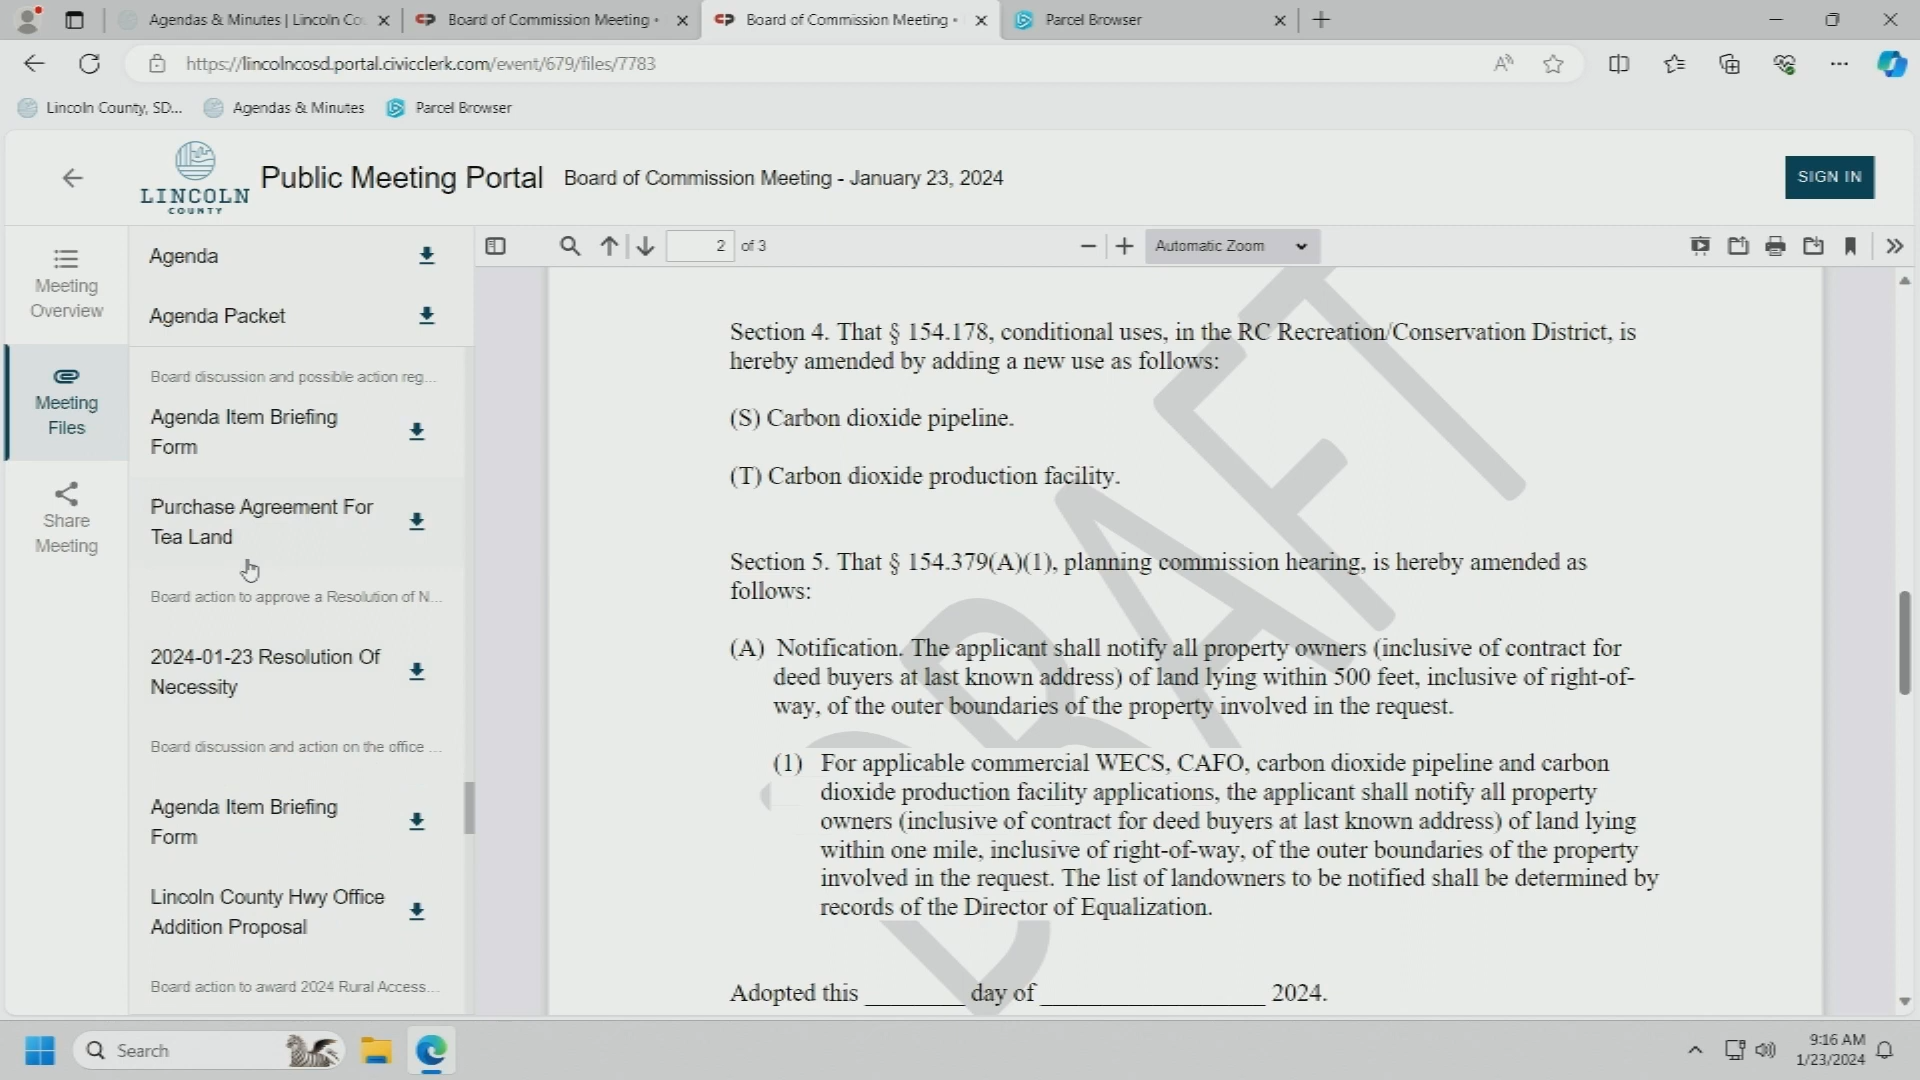 Agendas & Minutes | Lincoln Co
Board of Commission Meeting •
Board of Commission Meeting •
Parcel Browser
https://lincolncosd.portal.civicclerk.com/event/679/files/7783
Lincoln County, SD...
Agendas & Minutes
Parcel Browser
LINCOLN
COUNTY
Public Meeting Portal
Board of Commission Meeting - January 23, 2024
SIGN IN
Meeting
Overview
Meeting
Files
Share
Meeting
Agenda
Agenda Packet
Board discussion and possible action reg...
Agenda Item Briefing
Form
Purchase Agreement For
Tea Land
Board action to approve a Resolution of N...
2024-01-23 Resolution Of
Necessity
Board discussion and action on the office ...
Agenda Item Briefing
Form
Lincoln County Hwy Office
Addition Proposal
Board action to award 2024 Rural Access...
2 of 3
Automatic Zoom
DRAFT
Section 4. That § 154.178, conditional uses, in the RC Recreation/Conservation District, is
hereby amended by adding a new use as follows:
(S) Carbon dioxide pipeline.
(T) Carbon dioxide production facility.
Section 5. That § 154.379(A)(1), planning commission hearing, is hereby amended as
follows:
(A) Notification. The applicant shall notify all property owners (inclusive of contract for
deed buyers at last known address) of land lying within 500 feet, inclusive of right-of-
way, of the outer boundaries of the property involved in the request.
(1) For applicable commercial WECS, CAFO, carbon dioxide pipeline and carbon
dioxide production facility applications, the applicant shall notify all property
owners (inclusive of contract for deed buyers at last known address) of land lying
within one mile, inclusive of right-of-way, of the outer boundaries of the property
involved in the request. The list of landowners to be notified shall be determined by
records of the Director of Equalization.
Adopted this ________ day of __________________ 2024.
Search
9:16 AM
1/23/2024